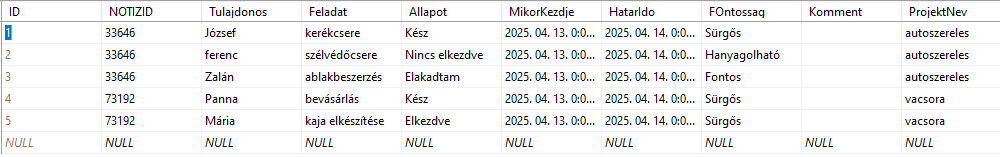 ID NOTIZID Tulajdonos Feladat Allapot MikorKezdje HatarIdo FOntossag Komment ProjektNev
1 33646 József kerékcsere Kész 2025. 04. 13. 0:0... 2025. 04. 14. 0:0... Sürgős autoszereles
2 33646 ferenc szélvédőcsere Nincs elkezdve 2025. 04. 13. 0:0... 2025. 04. 14. 0:0... Hanyagolható autoszereles
3 33646 Zalán ablakbeszerzés Elakadtam 2025. 04. 13. 0:0... 2025. 04. 14. 0:0... Fontos autoszereles
4 73192 Panna bevásárlás Kész 2025. 04. 13. 0:0... 2025. 04. 14. 0:0... Sürgős vacsora
5 73192 Mária kaja elkészítése Elkezdve 2025. 04. 13. 0:0... 2025. 04. 14. 0:0... Sürgős vacsora
NULL NULL NULL NULL NULL NULL NULL NULL NULL NULL